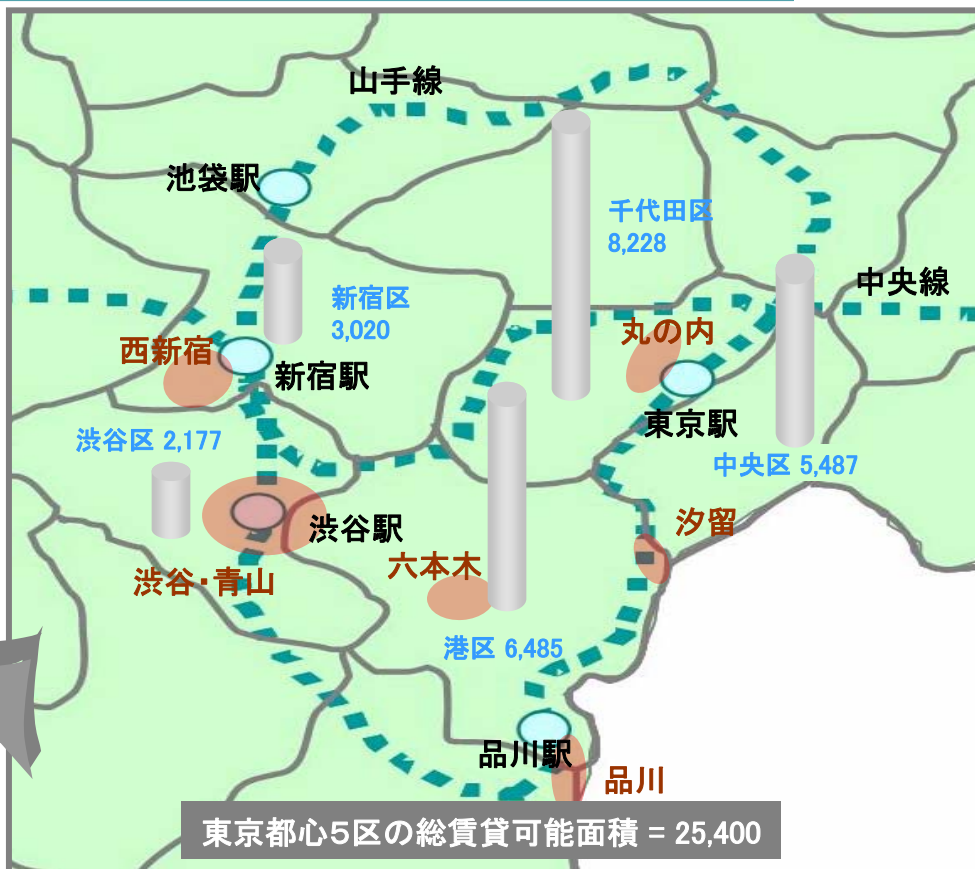 山手線
池袋駅
千代田区
8,228
中央線
新宿区
3,020
丸の内
西新宿
新宿駅
東京駅
渋谷区 2,177
中央区 5,487
汐留
渋谷駅
六本木
渋谷・青山
港区 6,485
品川駅
品川
東京都心5区の総賃貸可能面積 = 25,400